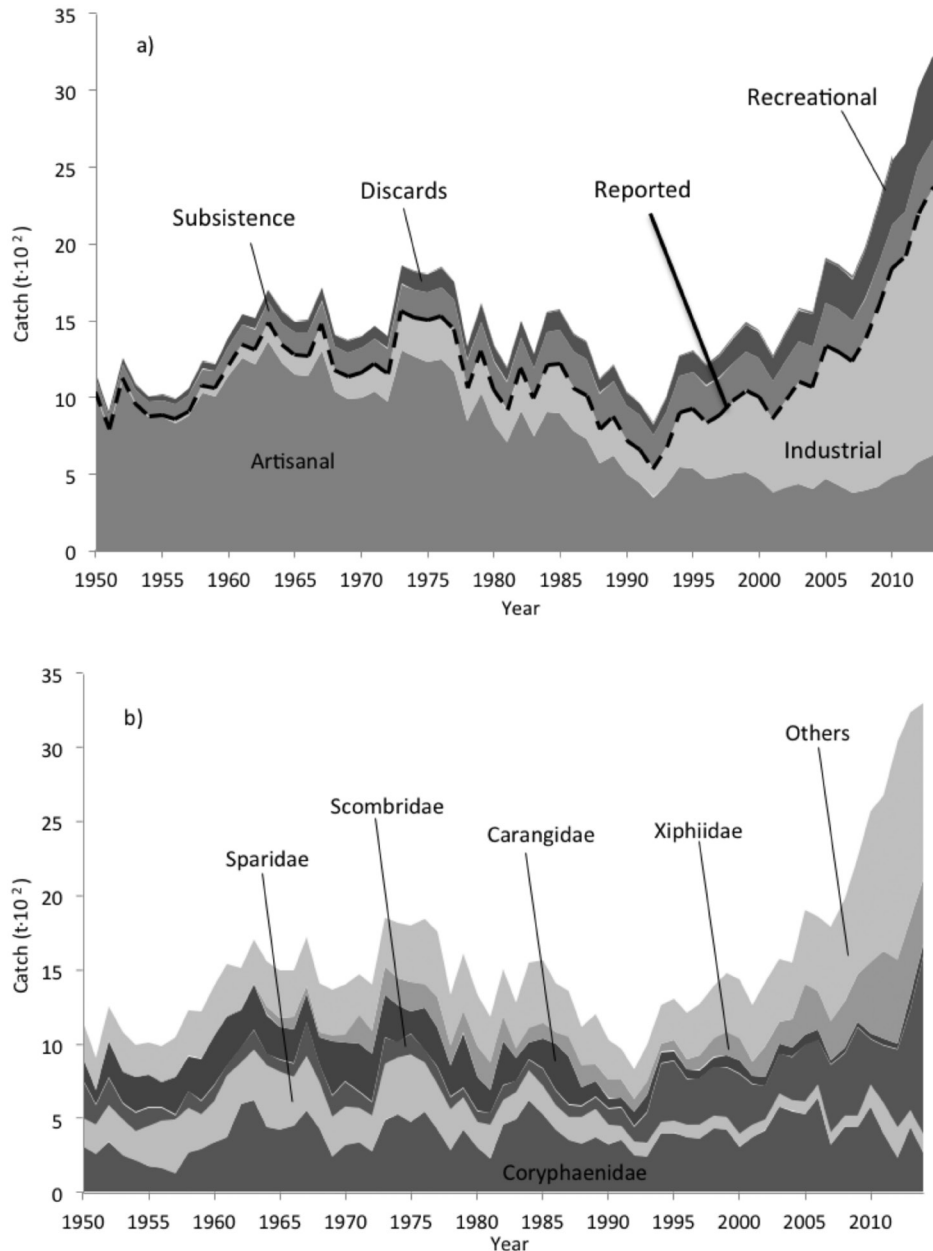 a)
35
30
25
20
15
10
5
0
Catch (t·10²)
Recreational
Reported
Discards
Subsistence
Industrial
Artisanal
1950 1955 1960 1965 1970 1975 1980 1985 1990 1995 2000 2005 2010
Year
b)
35
30
25
20
15
10
5
0
Catch (t·10 ²)
Others
Scombridae
Carangidae
Xiphiidae
Sparidae
Coryphaenidae
1950 1955 1960 1965 1970 1975 1980 1985 1990 1995 2000 2005 2010
Year